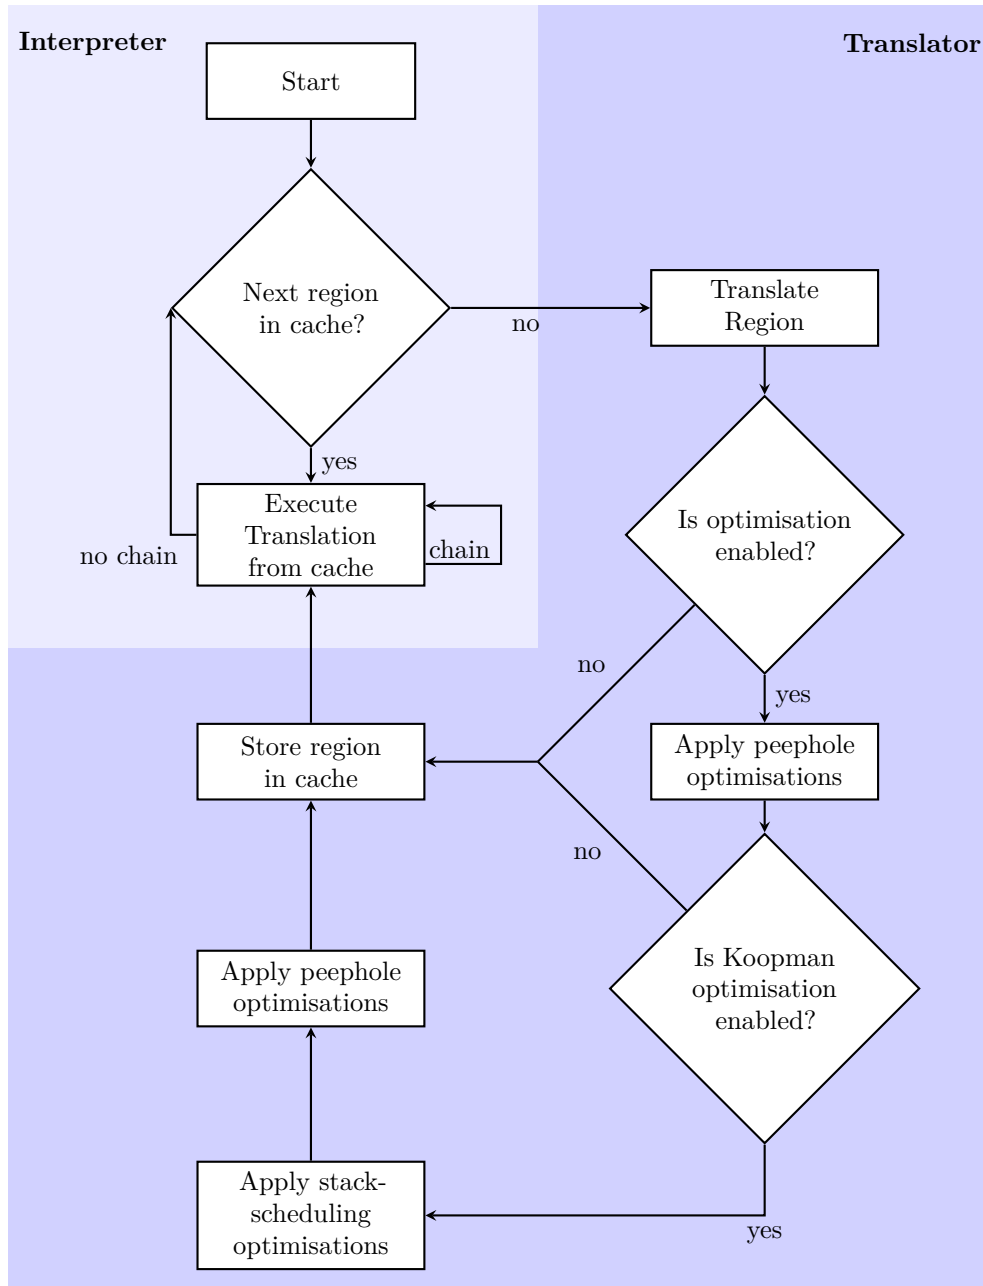 Interpreter
Translator
Start
Next region
in cache?
no
Translate
Region
yes
Execute
Translation
from cache
chain
no chain
Is optimisation
enabled?
no
yes
Store region
in cache
Apply peephole
optimisations
no
Apply peephole
optimisations
Is Koopman
optimisation
enabled?
Apply stack-
scheduling
optimisations
yes